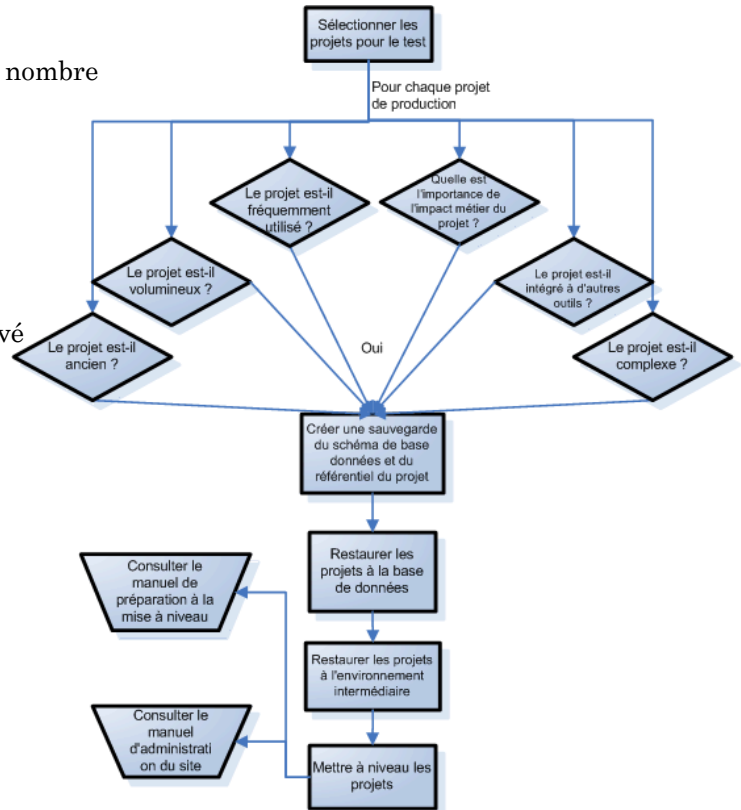 Sélectionner les
projets pour le test
nombre
Pour chaque projet
de production
Le projet est-il
fréquemment
utilisé ?
Quelle est
l'importance de
l'impact métier du
projet ?
Le projet est-il
volumineux ?
Le projet est-il
intégré à d'autres
outils ?
vé
Le projet est-il
ancien ?
Oui
Le projet est-il
complexe ?
Créer une sauvegarde
du schéma de base
données et du
référentiel du projet
Restaurer les
projets à la base
de données
Consulter le
manuel de
préparation à la
mise à niveau
Restaurer les projets
à l'environnement
intermédiaire
Consulter le
manuel
d'administrati
on du site
Mettre à niveau les
projets